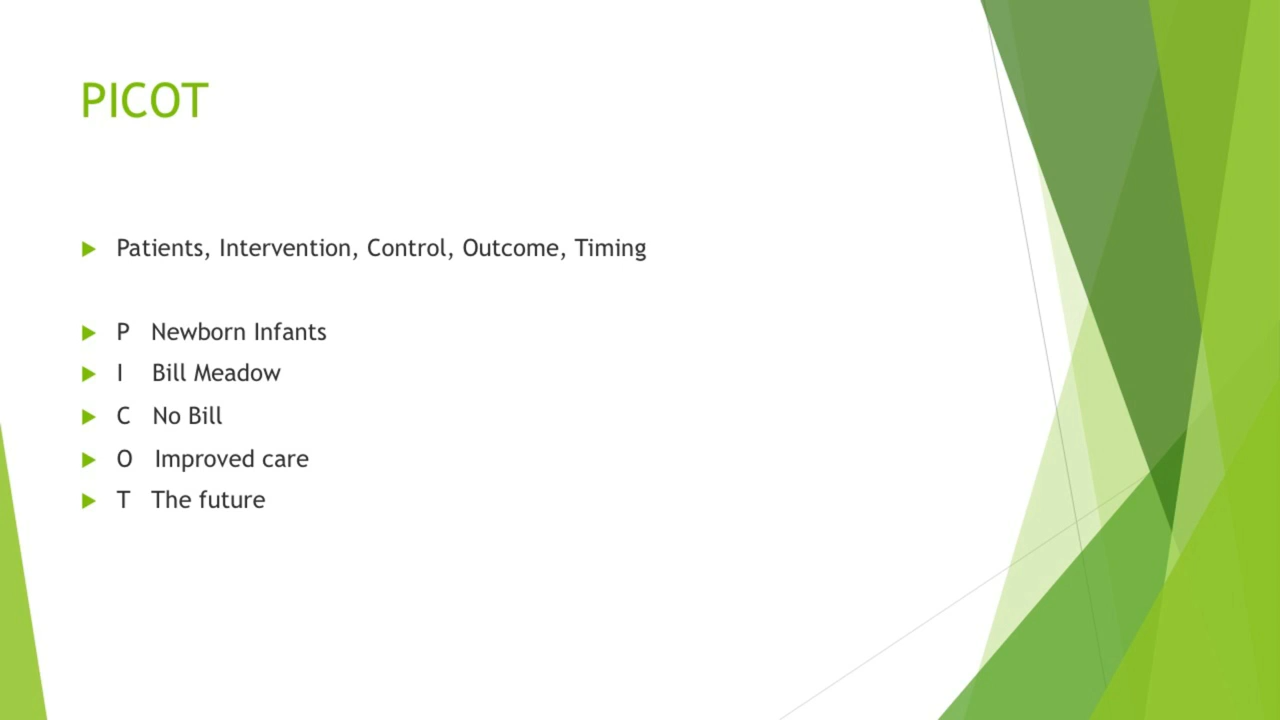 PICOT
Patients, Intervention, Control, Outcome, Timing
P Newborn Infants
I Bill Meadow
C No Bill
O Improved care
T The future